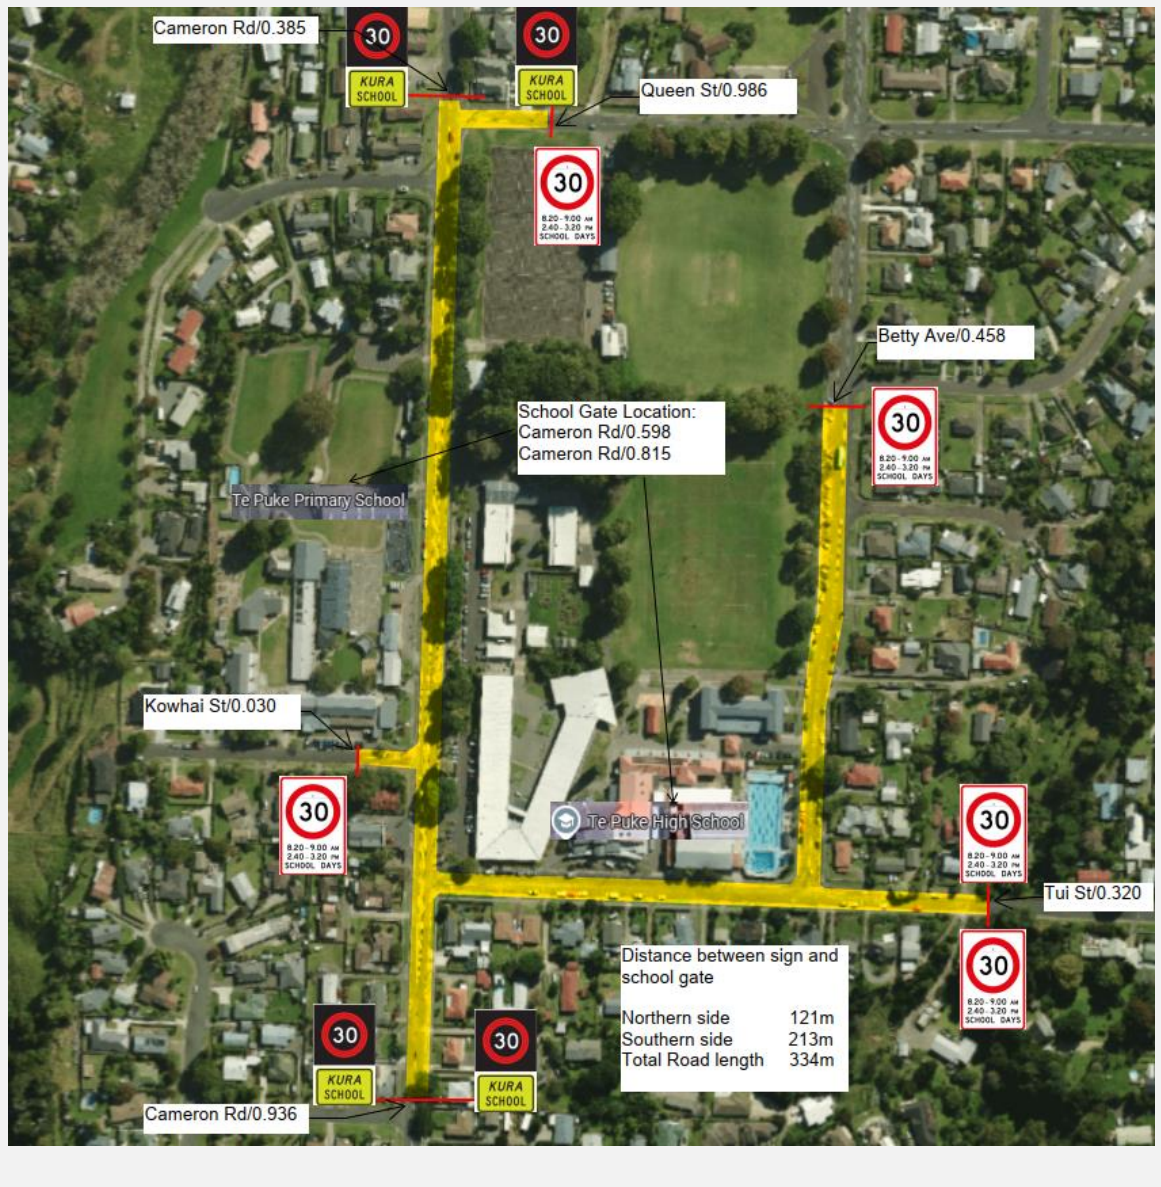 Cameron Rd/0.385
30
KURA
SCHOOL
30
KURA
SCHOOL
Queen St/0.986
30
8.20 - 9.00 AM
2.40 - 3.20 PM
SCHOOL DAYS
Betty Ave/0.458
30
8.20 - 9.00 AM
2.40 - 3.20 PM
SCHOOL DAYS
School Gate Location:
Cameron Rd/0.598
Cameron Rd/0.815
Te Puke Primary School
Kowhai St/0.030
30
8.20 - 9.00 AM
2.40 - 3.20 PM
SCHOOL DAYS
Te Puke High School
30
8.20 - 9.00 AM
2.40 - 3.20 PM
SCHOOL DAYS
Tui St/0.320
30
8.20 - 9.00 AM
2.40 - 3.20 PM
SCHOOL DAYS
Distance between sign and
school gate
Northern side 121m
Southern side 213m
Total Road length 334m
30
KURA
SCHOOL
30
KURA
SCHOOL
Cameron Rd/0.936